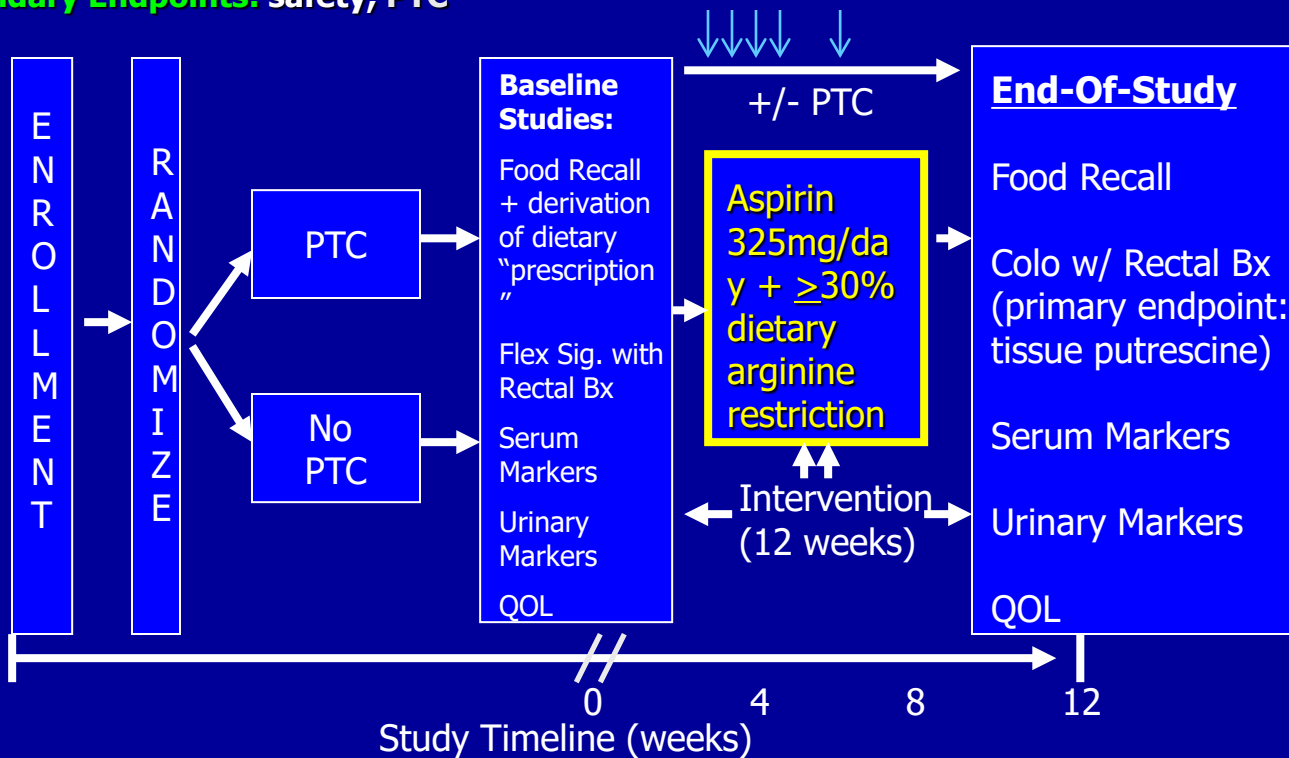 ndary Endpoints: safety, PTC
E
N
R
O
L
L
M
E
N
T
R
A
N
D
O
M
I
Z
E
PTC
No
PTC
Baseline
Studies:
Food Recall
+ derivation
of dietary
“prescription
”
Flex Sig. with
Rectal Bx
Serum
Markers
Urinary
Markers
QOL
+/- PTC
Aspirin
325mg/da
y + >30%
dietary
arginine
restriction
Intervention
(12 weeks)
End-Of-Study
Food Recall
Colo w/ Rectal Bx
(primary endpoint:
tissue putrescine)
Serum Markers
Urinary Markers
QOL
0 4 8 12
Study Timeline (weeks)